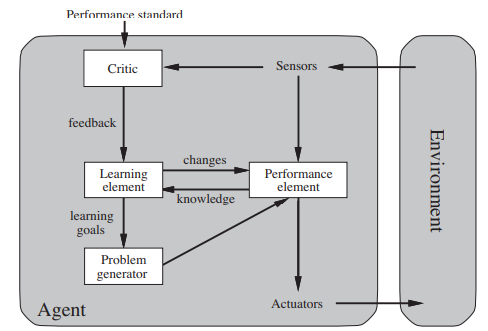 Performance standard
Critic
Sensors
feedback
changes
Learning
element
Performance
element
knowledge
learning
goals
Problem
generator
Agent
Actuators
Environment